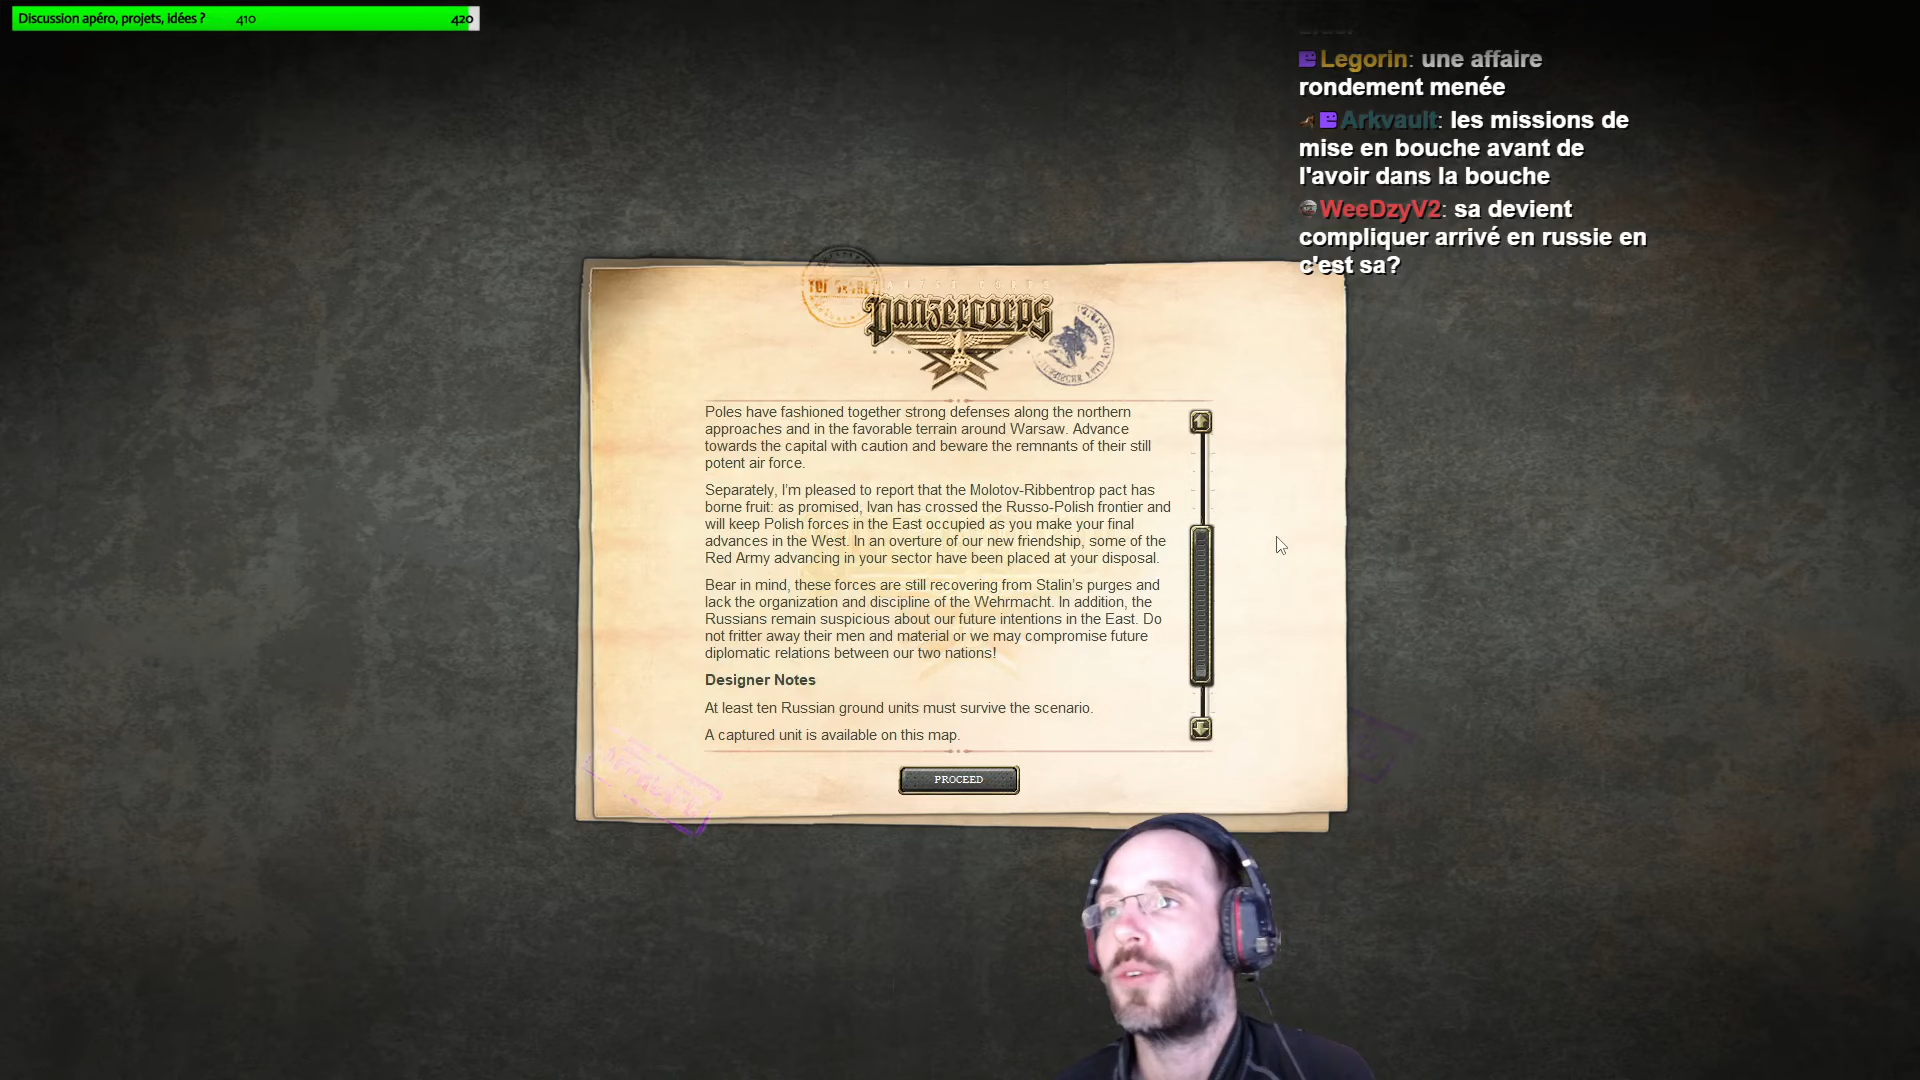 Discussion apéro, projets, idées ? 410 420
Legorin: une affaire
rondement menée
Arkvault: les missions de
mise en bouche avant de
l'avoir dans la bouche
WeeDzyV2: sa devient
compliquer arrivé en russie en
c'est sa?
TOP SECRET
panzercorps
Poles have fashioned together strong defenses along the northern
approaches and in the favorable terrain around Warsaw. Advance
towards the capital with caution and beware the remnants of their still
potent air force.
Separately, I'm pleased to report that the Molotov-Ribbentrop pact has
borne fruit: as promised, Ivan has crossed the Russo-Polish frontier and
will keep Polish forces in the East occupied as you make your final
advances in the West. In an overture of our new friendship, some of the
Red Army advancing in your sector have been placed at your disposal.
Bear in mind, these forces are still recovering from Stalin's purges and
lack the organization and discipline of the Wehrmacht. In addition, the
Russians remain suspicious about our future intentions in the East. Do
not fritter away their men and material or we may compromise future
diplomatic relations between our two nations!
Designer Notes
At least ten Russian ground units must survive the scenario.
A captured unit is available on this map.
PROCEED